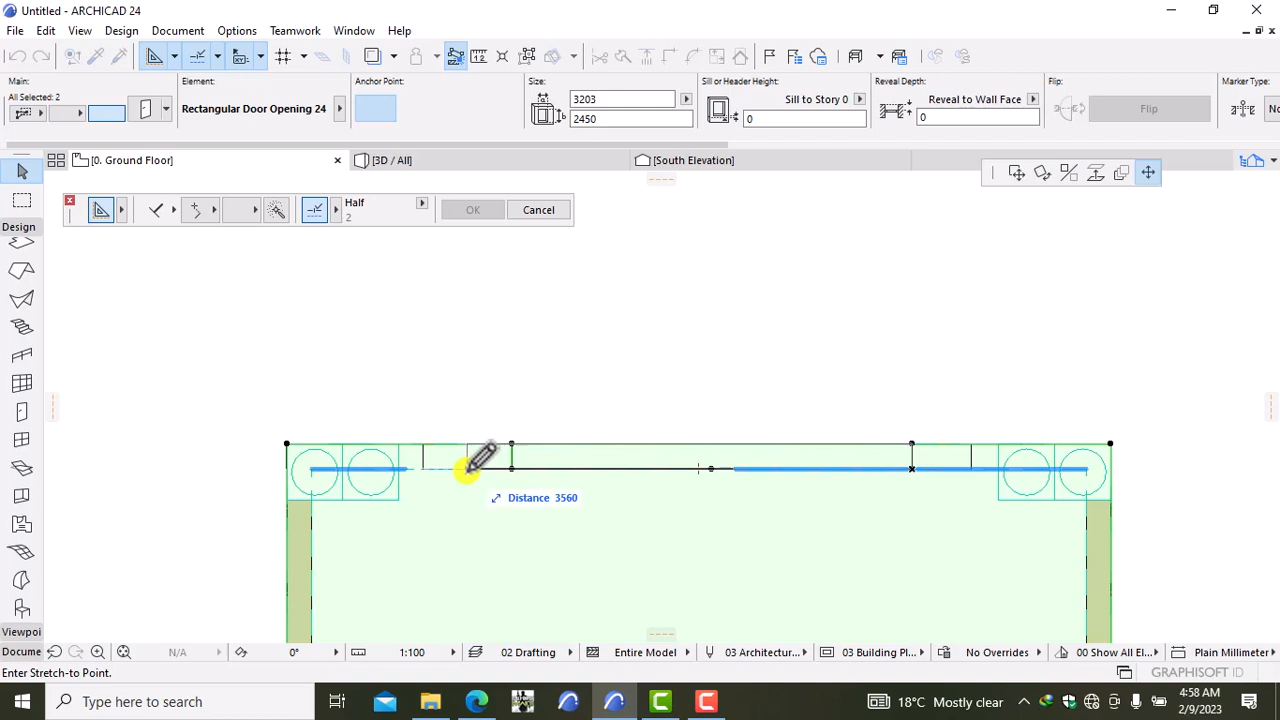 Untitled - ARCHICAD 24
File Edit View Design Document Options Teamwork Window Help
Main: Element: Anchor Point: Size: Sill or Header Height: Reveal Depth: Flip: Marker Type:
All Selected: 2
Rectangular Door Opening 24
3203
2450
Sill to Story 0
0
Reveal to Wall Face
0
Flip
No
[0. Ground Floor] [3D / All] [South Elevation]
Half
2
OK Cancel
Design
Distance 3560
Viewpoi
Docume N/A 0° 1:100 02 Drafting Entire Model 03 Architectur... 03 Building Pl... No Overrides 00 Show All El... Plain Millimeter
Enter Stretch-to Point. GRAPHISOFT ID
Type here to search 18°C Mostly clear 4:58 AM
2/9/2023